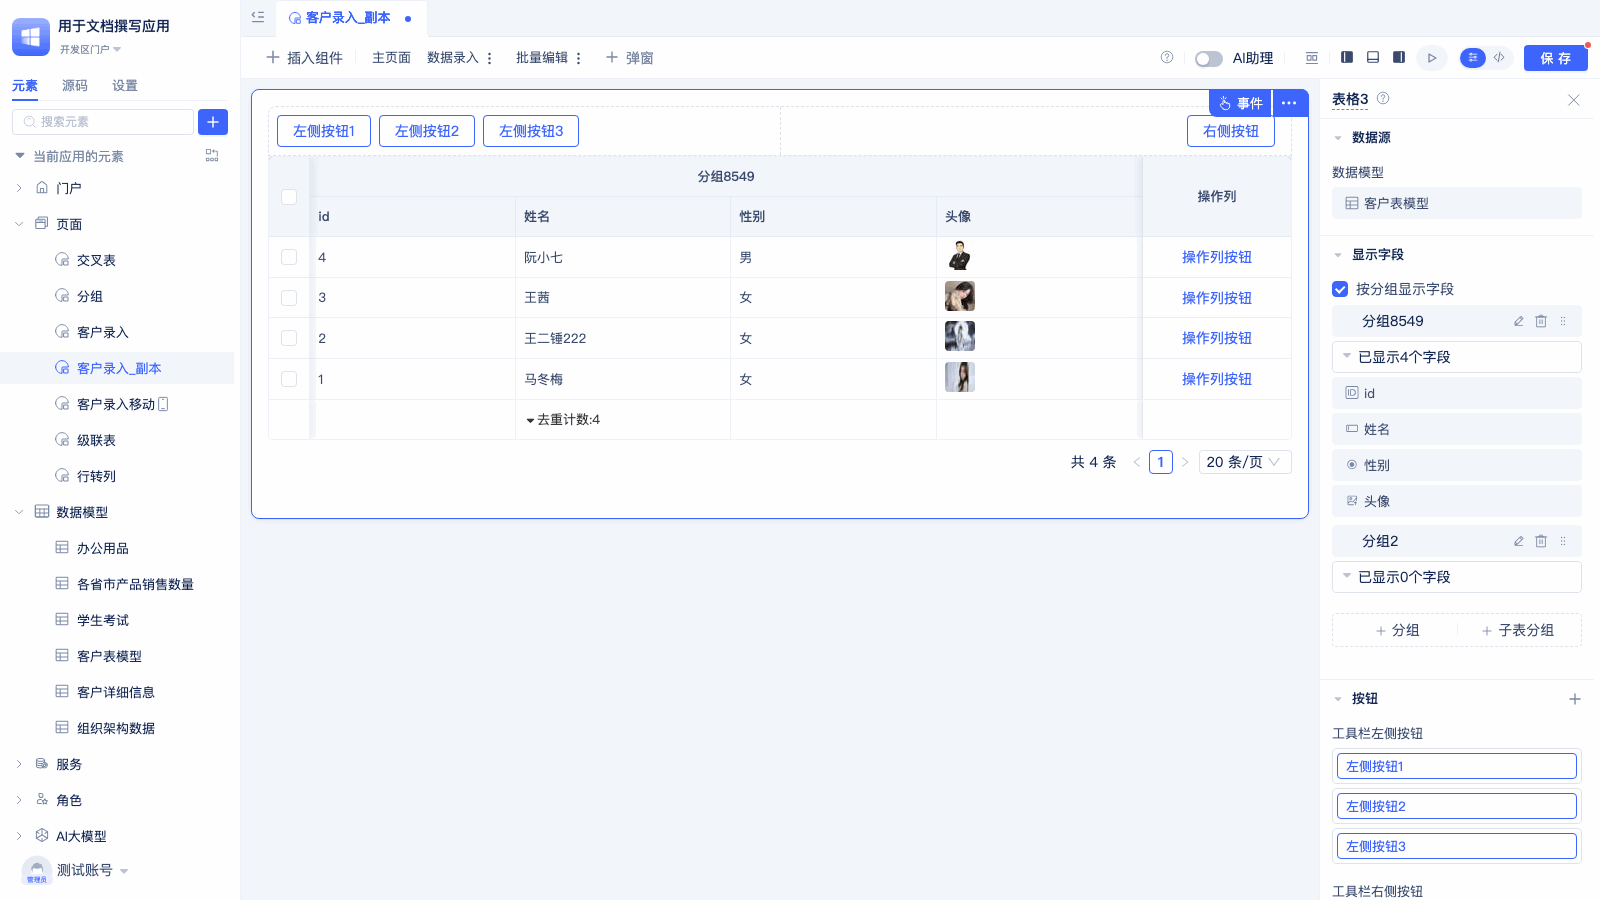 用于文档撰写应用
开发区门户
元素 源码 设置
搜索元素
当前应用的元素
门户
页面
交叉表
分组
客户录入
客户录入_副本
客户录入移动
级联表
行转列
数据模型
办公用品
各省市产品销售数量
学生考试
客户表模型
客户详细信息
组织架构数据
服务
角色
AI大模型
管理员 测试账号
客户录入_副本
插入组件 主页面 数据录入 批量编辑 弹窗 AI助理 保 存
事件
左侧按钮1 左侧按钮2 左侧按钮3 右侧按钮
分组8549 操作列
id 姓名 性别 头像
4 阮小七 男 操作列按钮
3 王茜 女 操作列按钮
2 王二锤222 女 操作列按钮
1 马冬梅 女 操作列按钮
去重计数:4
共 4 条 1 20 条/页
表格3
数据源
数据模型
客户表模型
显示字段
按分组显示字段
分组8549
已显示4个字段
id
姓名
性别
头像
分组2
已显示0个字段
分组 子表分组
按钮
工具栏左侧按钮
左侧按钮1
左侧按钮2
左侧按钮3
工具栏右侧按钮